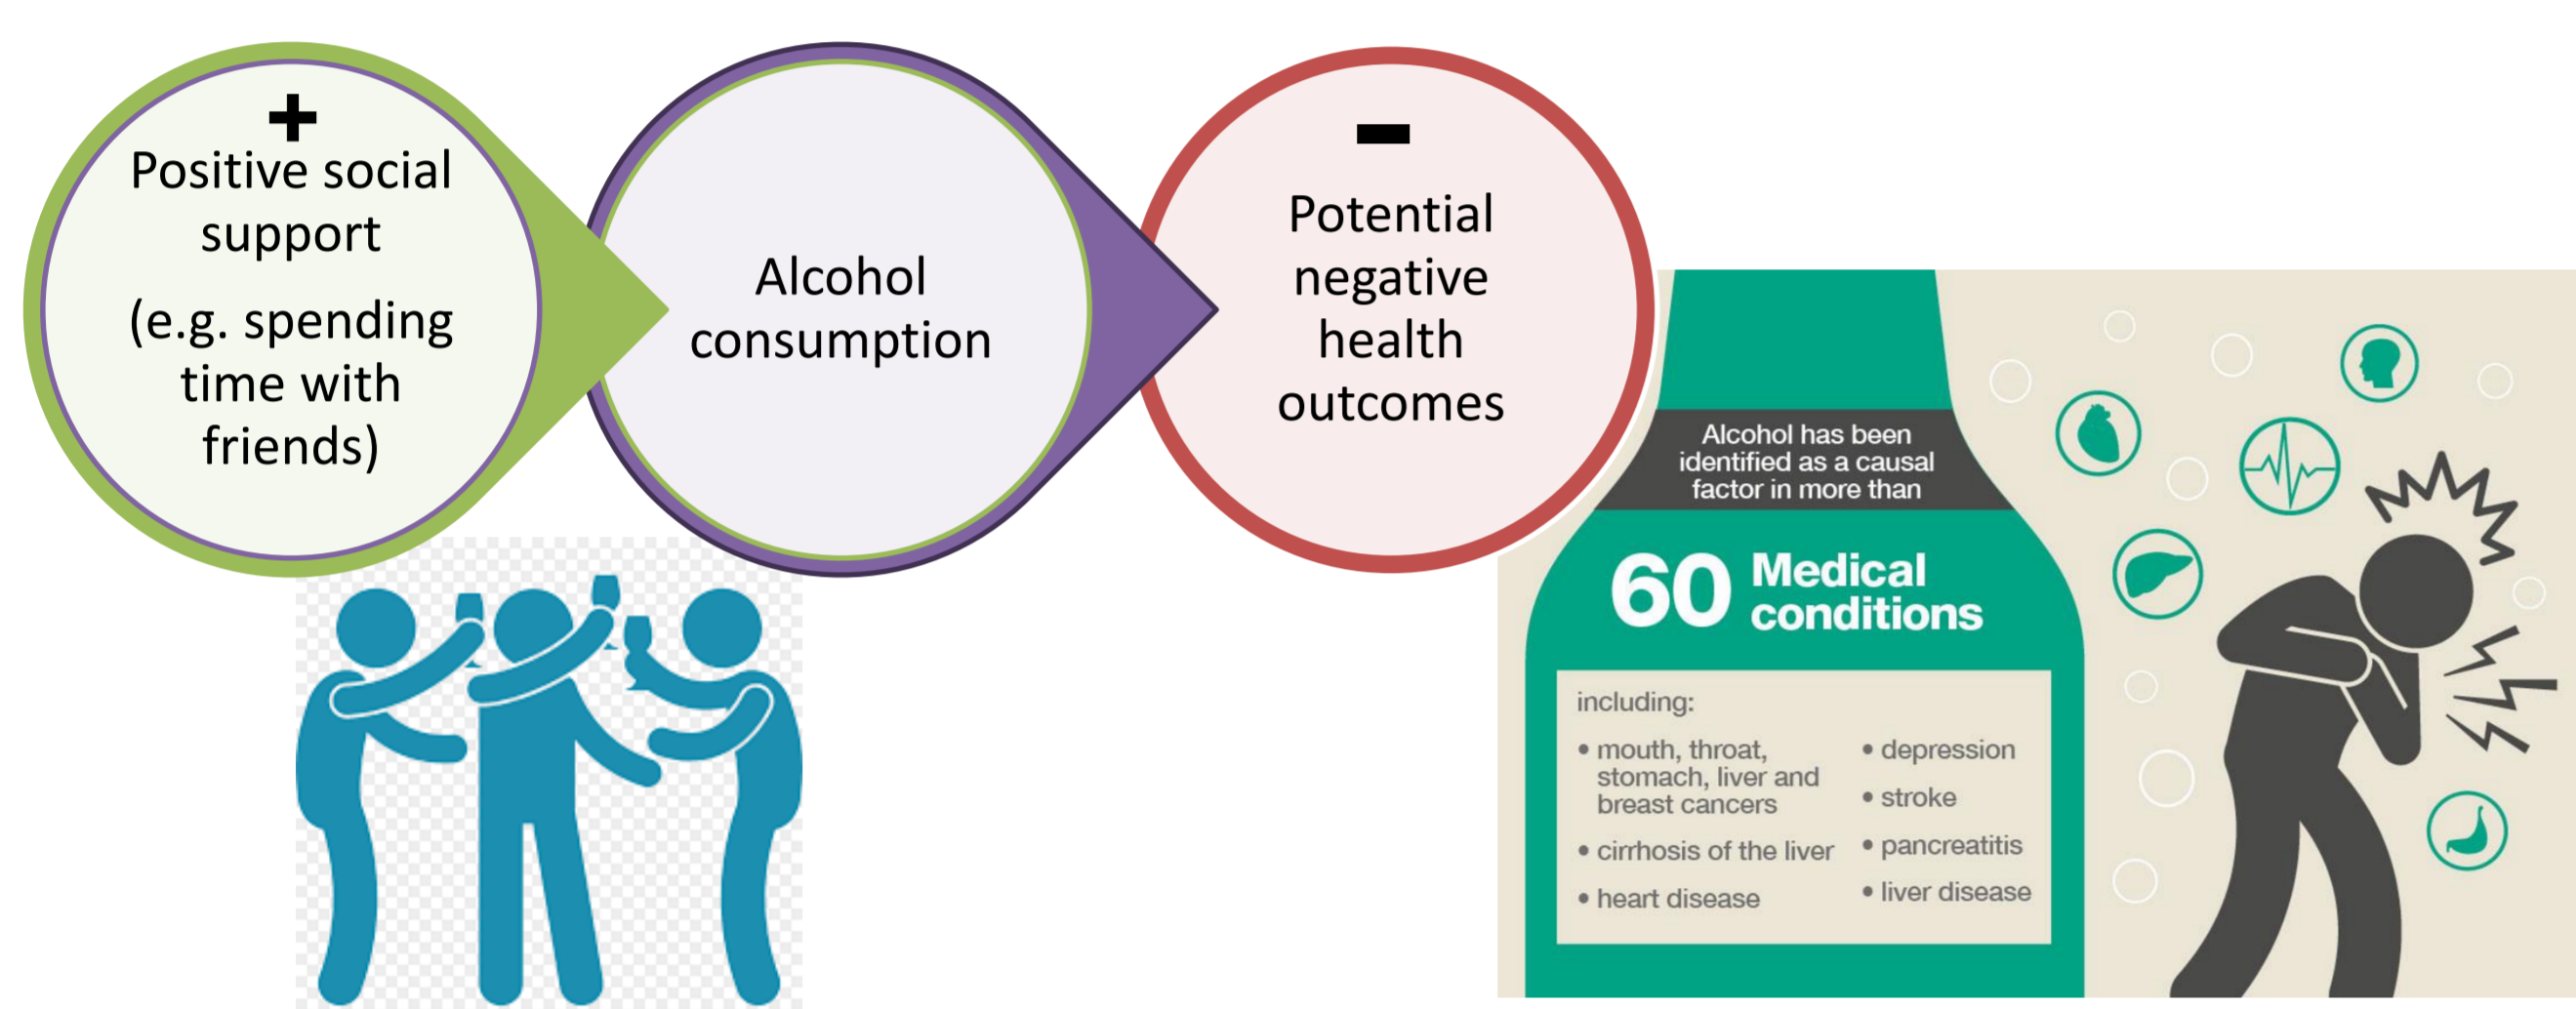 +
Positive social
support
(e.g. spending
time with
friends)
Alcohol
consumption
-
Potential
negative
health
outcomes
Alcohol has been
identified as a causal
factor in more than
60 Medical
conditions
including:
• mouth, throat,
stomach, liver and
breast cancers
• cirrhosis of the liver
• heart disease
• depression
• stroke
• pancreatitis
• liver disease